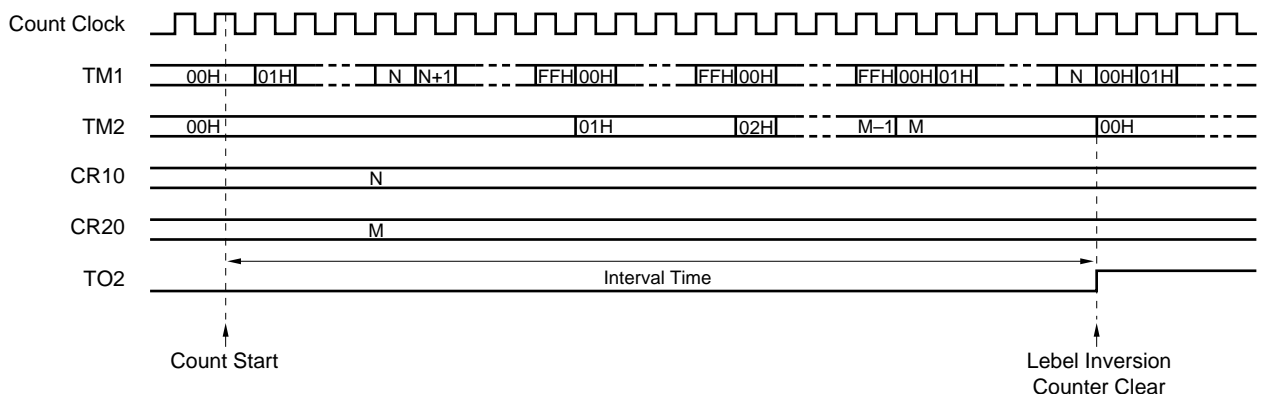 Count Clock
TM1 00H 01H N N+1 FFH 00H FFH 00H FFH 00H 01H N 00H 01H
TM2 00H 01H 02H M–1 M 00H
CR10 N
CR20 M
TO2 Interval Time
Count Start Lebel Inversion
Counter Clear